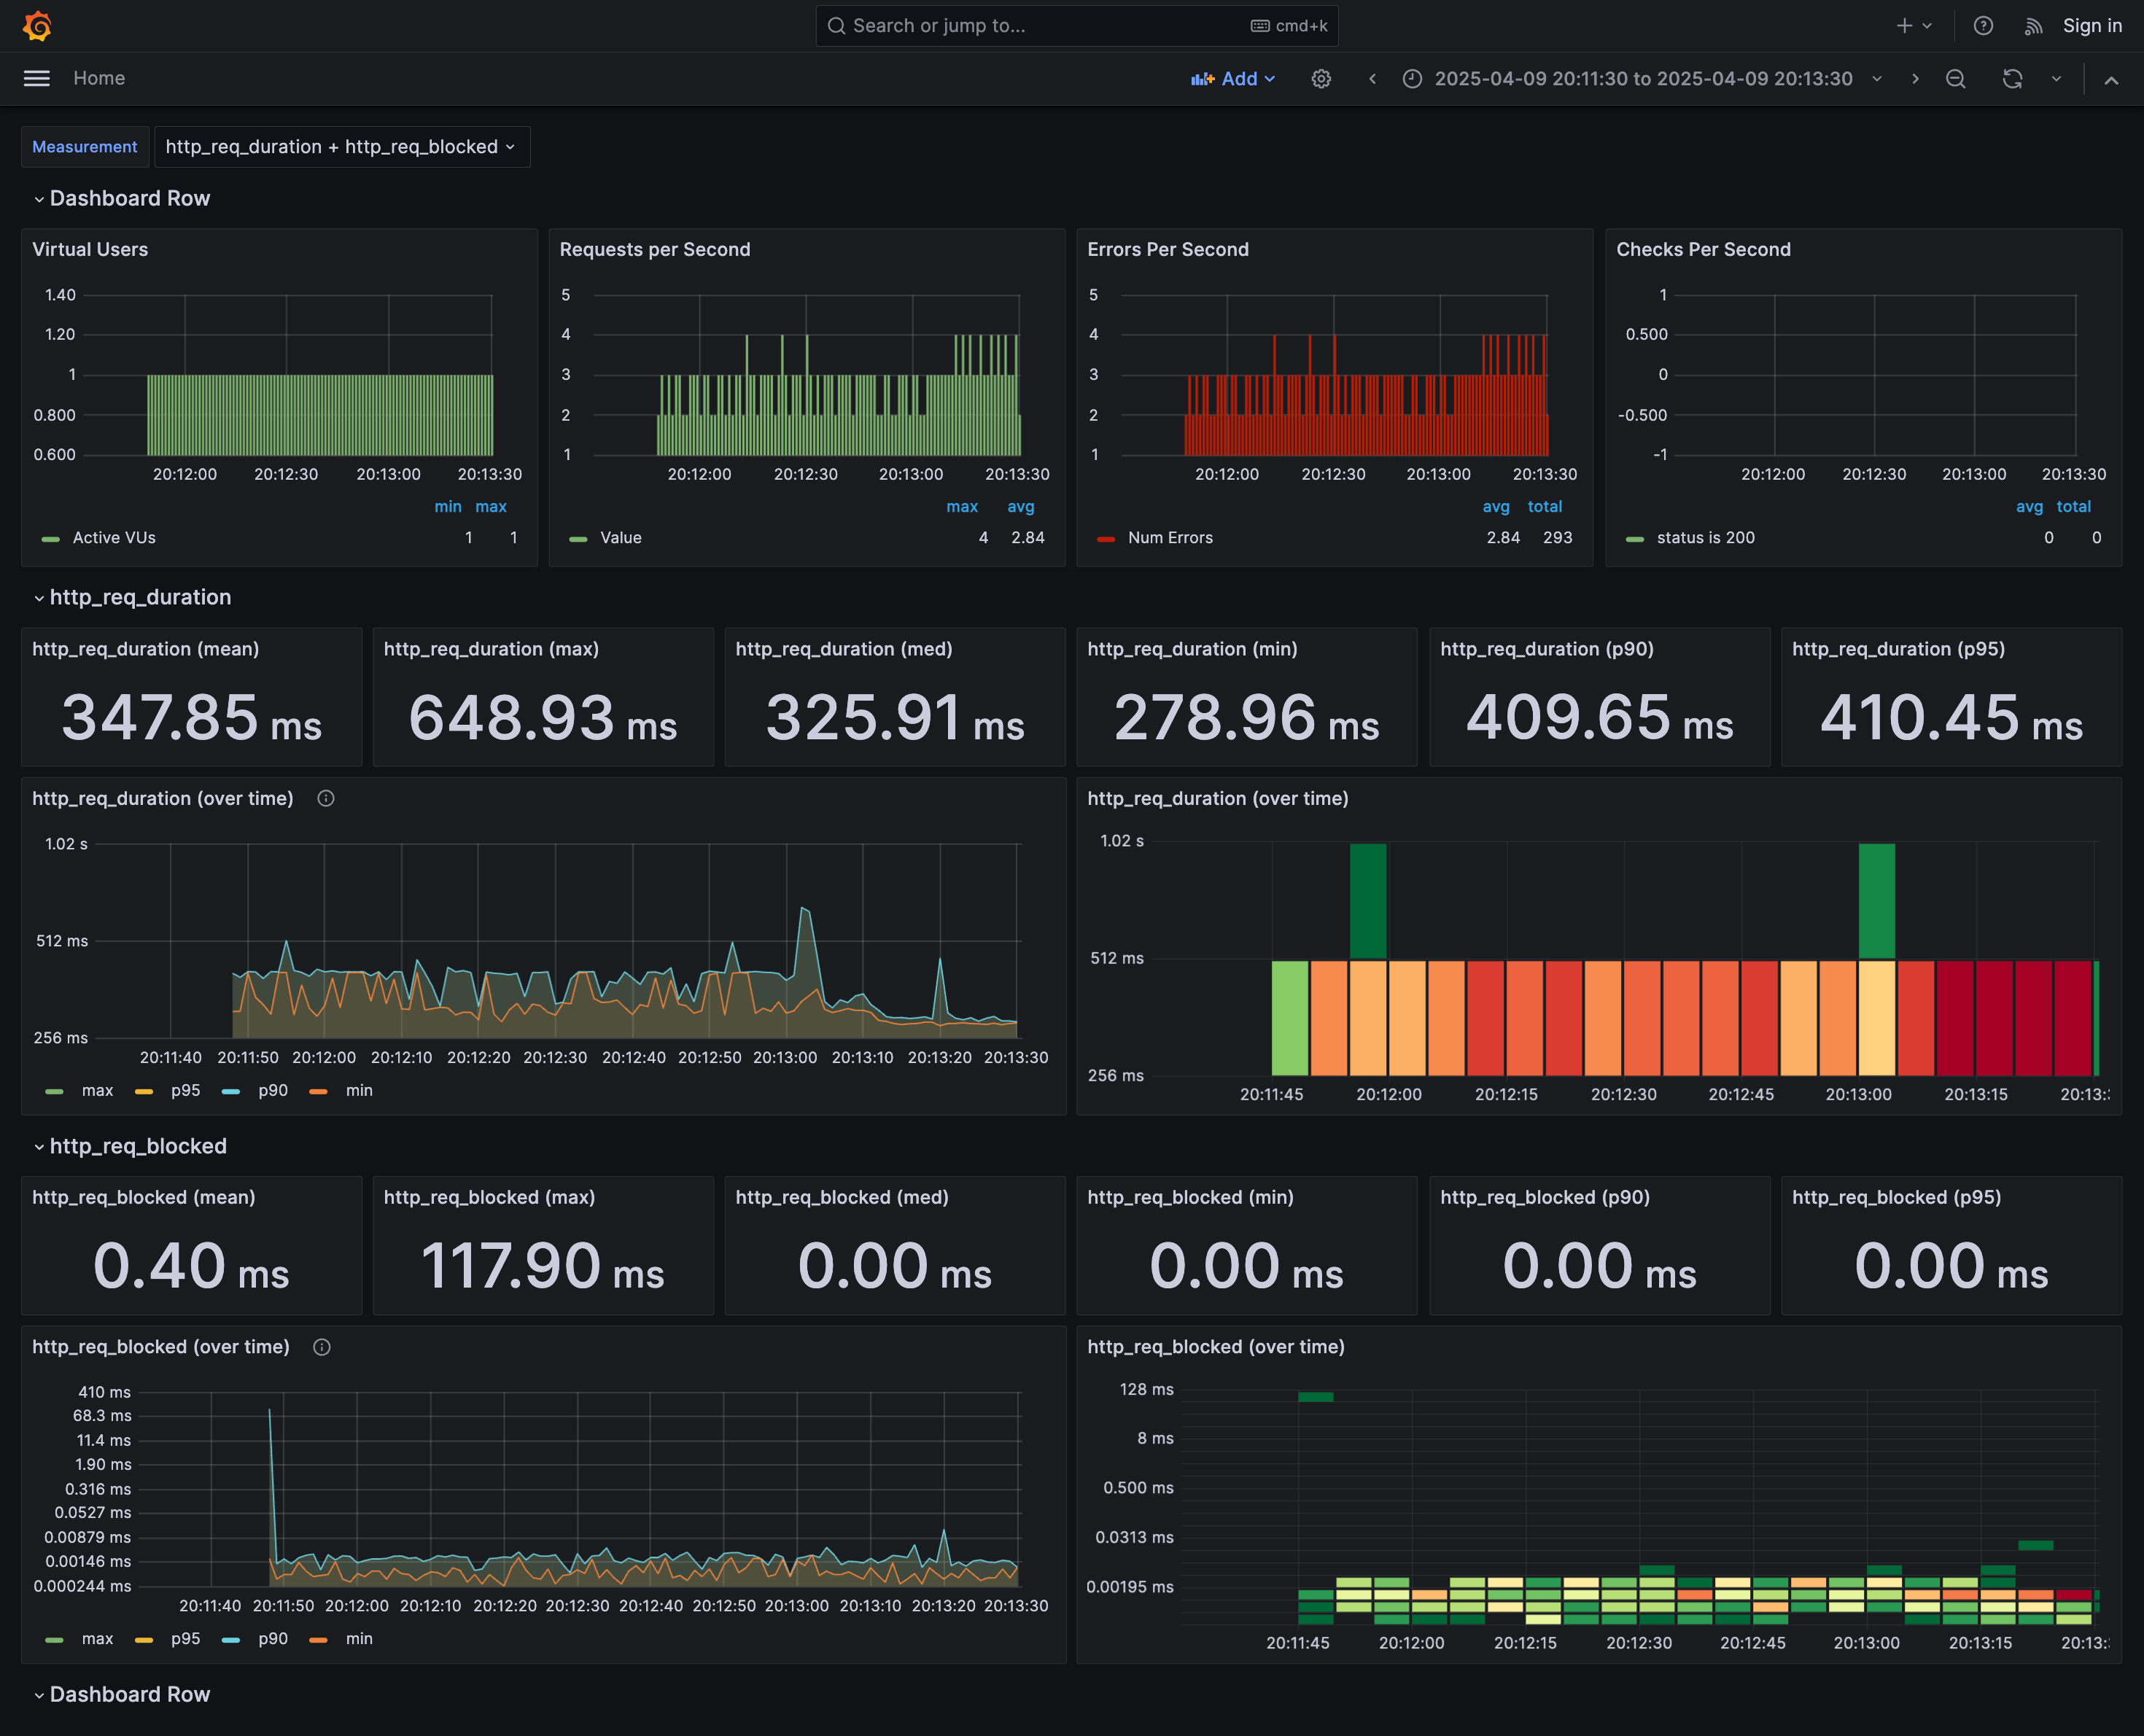 Search or jump to... cmd+k Sign in
Home Add 2025-04-09 20:11:30 to 2025-04-09 20:13:30
Measurement http_req_duration + http_req_blocked
Dashboard Row
Virtual Users
1.40
1.20
1
0.800
0.600
20:12:00 20:12:30 20:13:00 20:13:30
min max
Active VUs 1 1
Requests per Second
5
4
3
2
1
20:12:00 20:12:30 20:13:00 20:13:30
max avg
Value 4 2.84
Errors Per Second
5
4
3
2
1
20:12:00 20:12:30 20:13:00 20:13:30
avg total
Num Errors 2.84 293
Checks Per Second
1
0.500
0
-0.500
-1
20:12:00 20:12:30 20:13:00 20:13:30
avg total
status is 200 0 0
http_req_duration
http_req_duration (mean)
347.85 ms
http_req_duration (max)
648.93 ms
http_req_duration (med)
325.91 ms
http_req_duration (min)
278.96 ms
http_req_duration (p90)
409.65 ms
http_req_duration (p95)
410.45 ms
http_req_duration (over time)
1.02 s
512 ms
256 ms
20:11:40 20:11:50 20:12:00 20:12:10 20:12:20 20:12:30 20:12:40 20:12:50 20:13:00 20:13:10 20:13:20 20:13:30
max p95 p90 min
http_req_duration (over time)
1.02 s
512 ms
256 ms
20:11:45 20:12:00 20:12:15 20:12:30 20:12:45 20:13:00 20:13:15 20:13:
http_req_blocked
http_req_blocked (mean)
0.40 ms
http_req_blocked (max)
117.90 ms
http_req_blocked (med)
0.00 ms
http_req_blocked (min)
0.00 ms
http_req_blocked (p90)
0.00 ms
http_req_blocked (p95)
0.00 ms
http_req_blocked (over time)
410 ms
68.3 ms
11.4 ms
1.90 ms
0.316 ms
0.0527 ms
0.00879 ms
0.00146 ms
0.000244 ms
20:11:40 20:11:50 20:12:00 20:12:10 20:12:20 20:12:30 20:12:40 20:12:50 20:13:00 20:13:10 20:13:20 20:13:30
max p95 p90 min
http_req_blocked (over time)
128 ms
8 ms
0.500 ms
0.0313 ms
0.00195 ms
20:11:45 20:12:00 20:12:15 20:12:30 20:12:45 20:13:00 20:13:15 20:13:
Dashboard Row